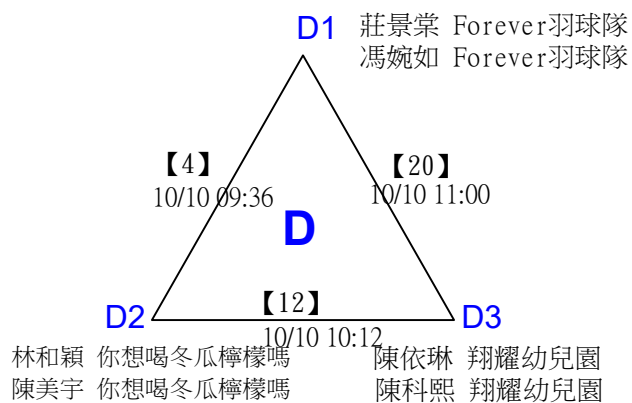 D1
莊景棠 Forever羽球隊
馮婉如 Forever羽球隊
【4】
10/10 09:36
【20】
10/10 11:00
D
【12】
10/10 10:12
D2
D3
林和穎 你想喝冬瓜檸檬嗎
陳美宇 你想喝冬瓜檸檬嗎
陳依琳 翔耀幼兒園
陳科熙 翔耀幼兒園